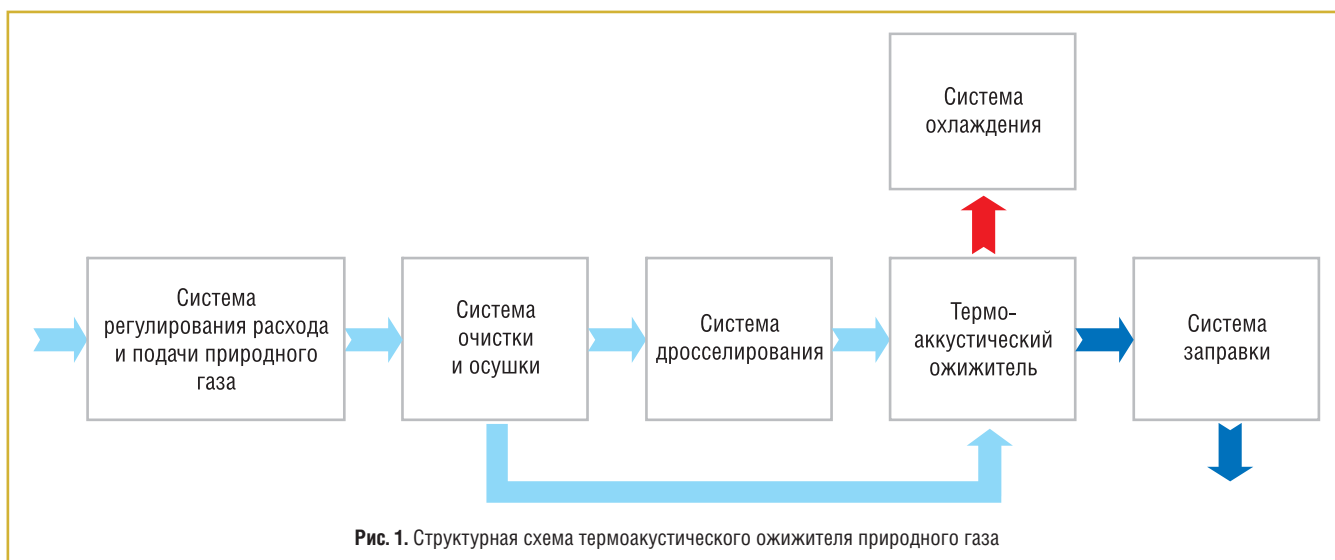 Система
охлаждения
Система
регулирования расхода
и подачи природного
газа
Система
очистки
и осушки
Система
дросселирования
Термо-
аккустический
ожижитель
Система
заправки
Рис. 1. Структурная схема термоакустического ожижителя природного газа